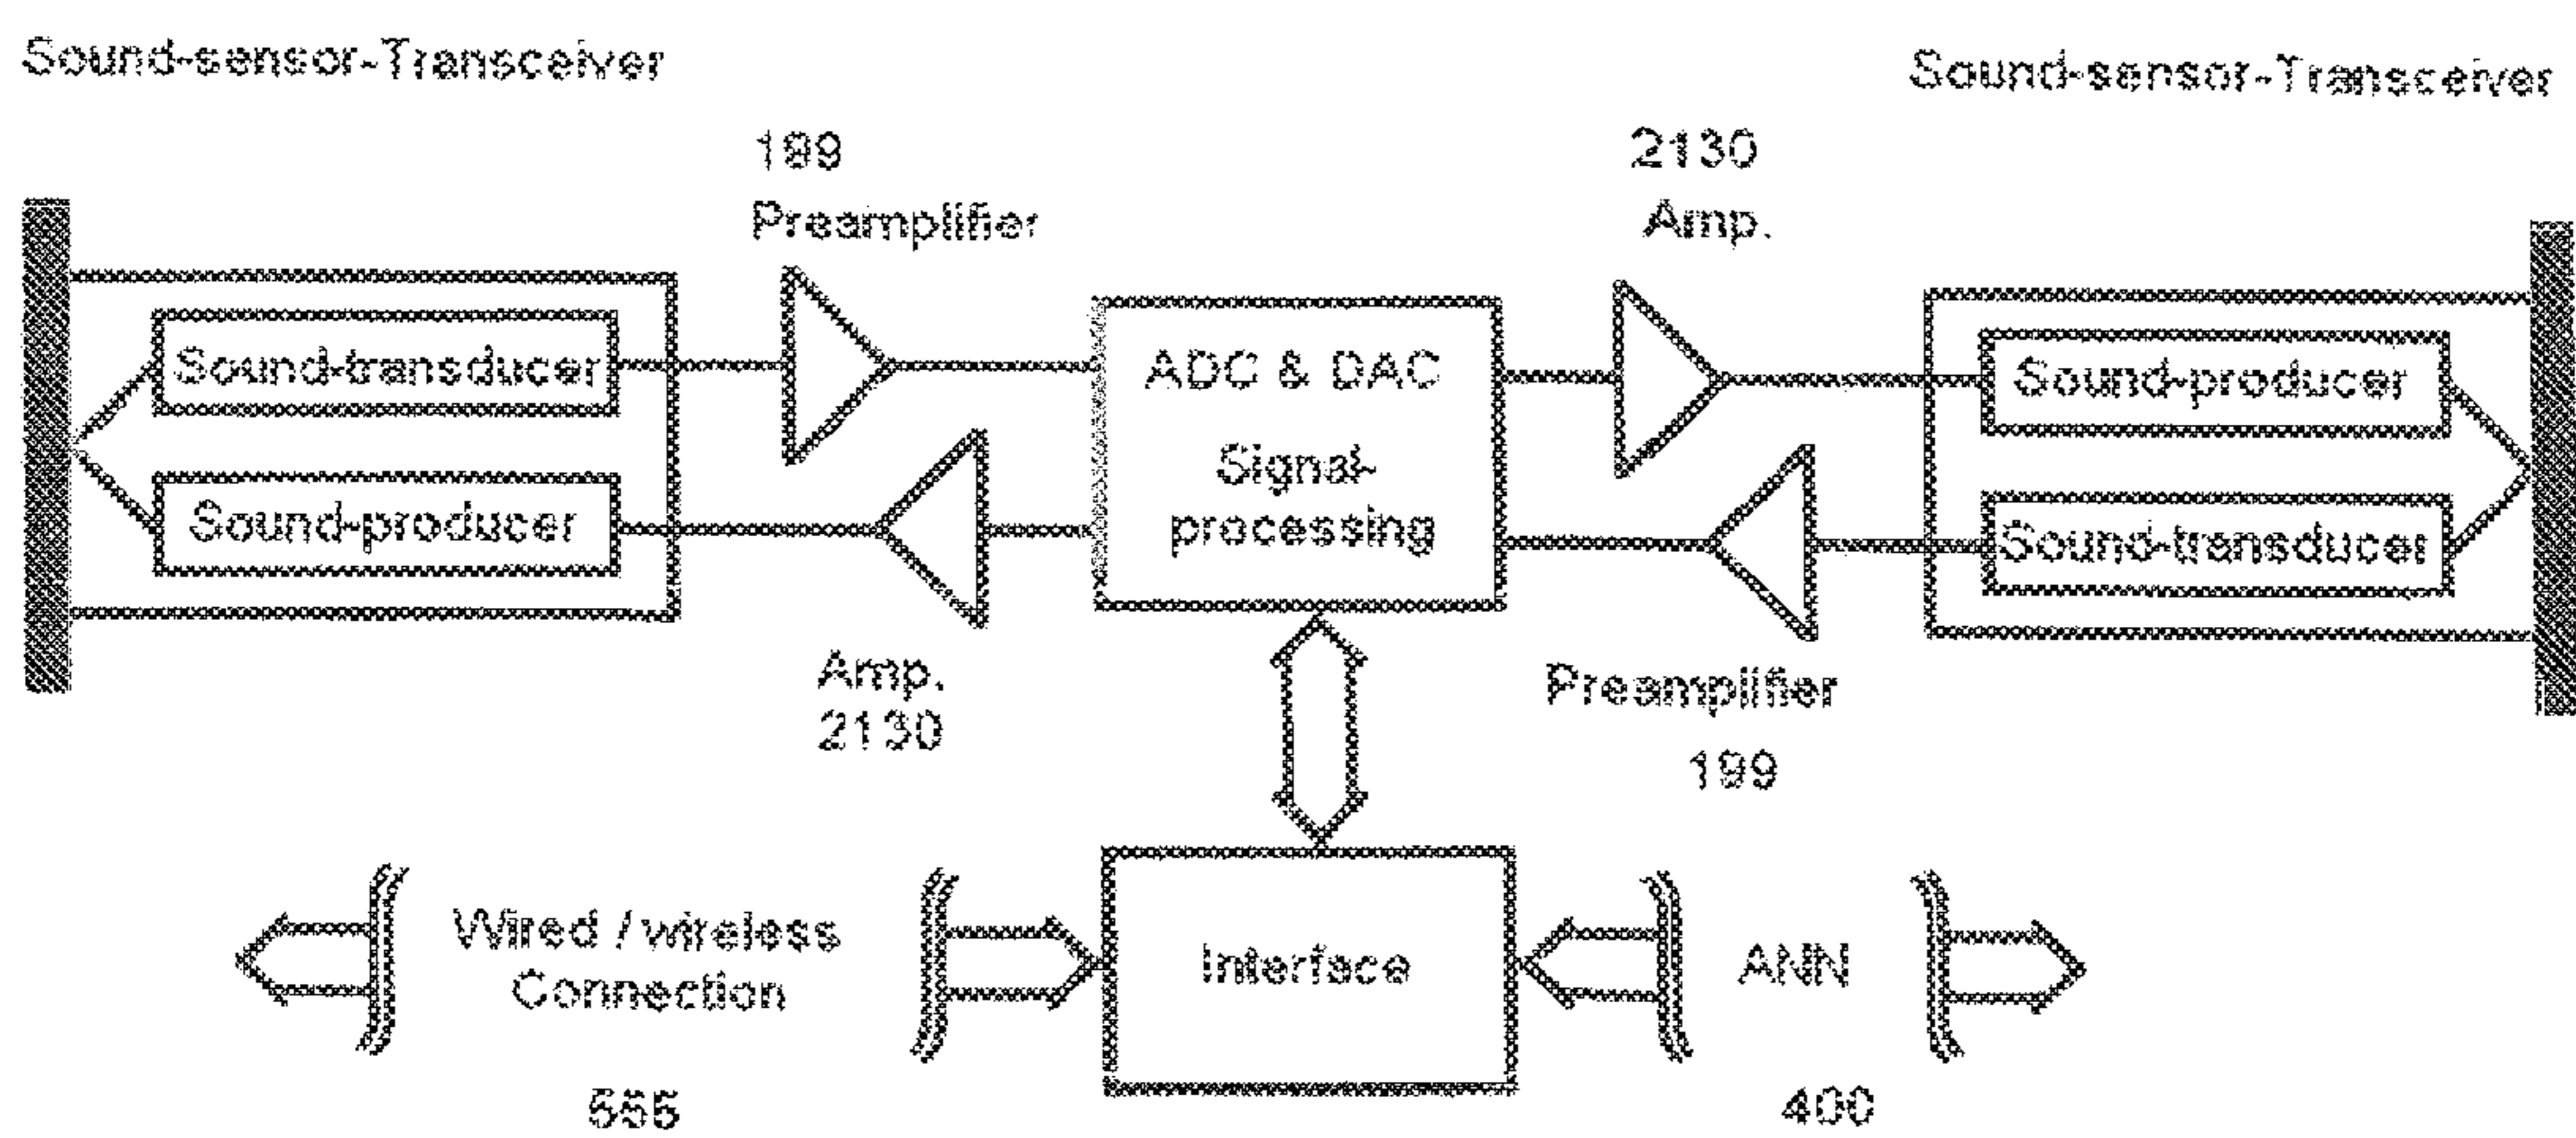 Sound-sensor-Transceiver
Sound-sensor-Transceiver
199
Preamplifier
2130
Amp.
Sound-transducer
ADC & DAC
Sound-producer
Signal-
processing
Sound-producer
Sound-transducer
Amp.
2130
Preamplifier
199
Wired / wireless
Connection
Interface
ANN
555
400